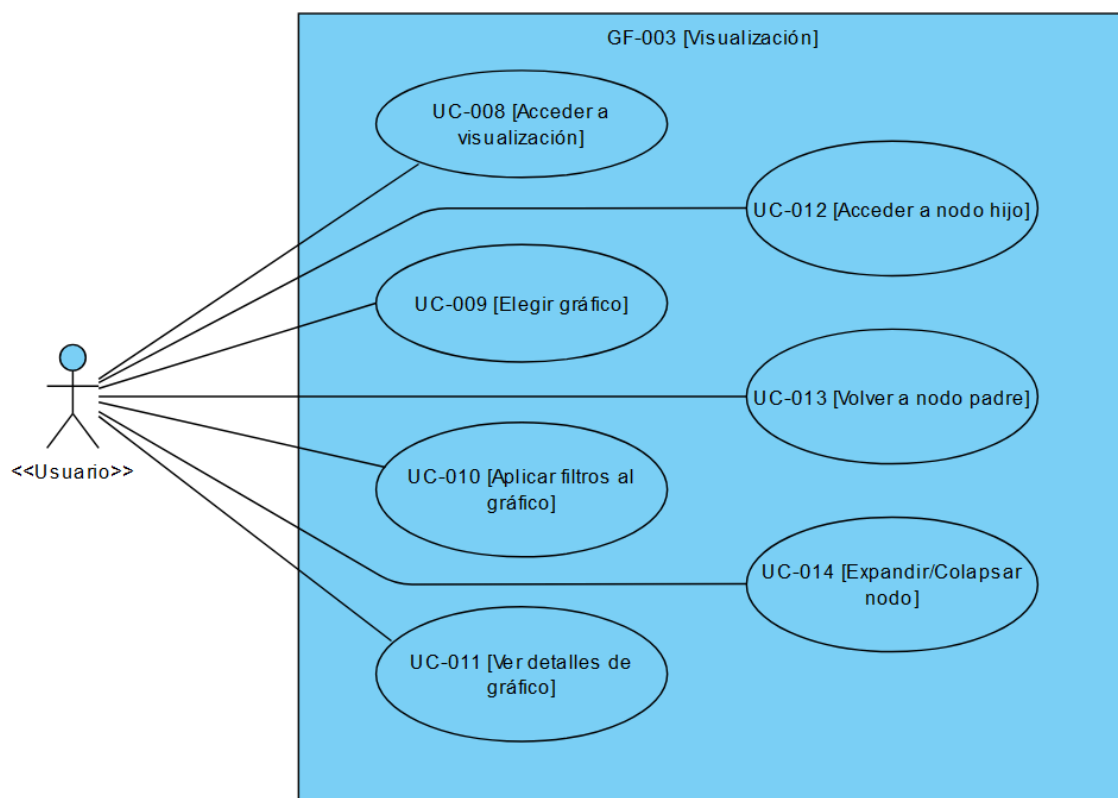 GF-003 [Visualización]
UC-008 [Acceder a
visualización]
UC-012 [Acceder a nodo hijo]
UC-009 [Elegir gráfico]
UC-013 [Volver a nodo padre]
<<Usuario>>
UC-010 [Aplicar filtros al
gráfico]
UC-014 [Expandir/Colapsar
nodo]
UC-011 [Ver detalles de
gráfico]